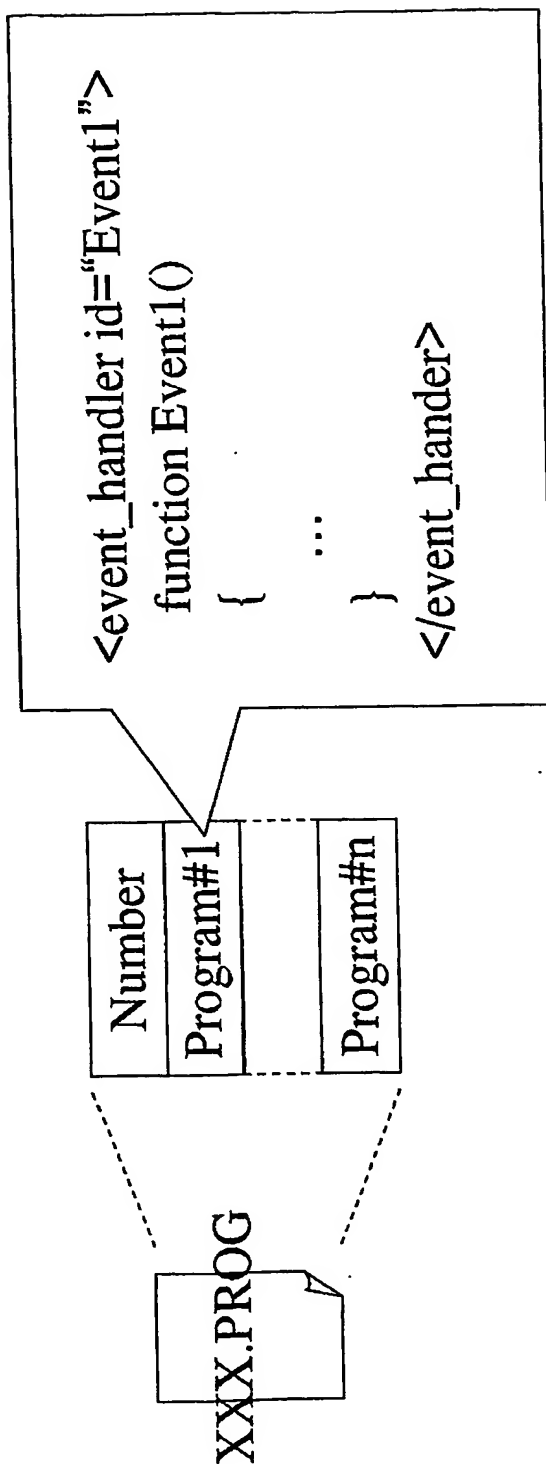 XXX.PROG
Number
Program#1
Program#n
<event_handler id=“Event1”>
function Event1()
{
...
}
</event_hander>